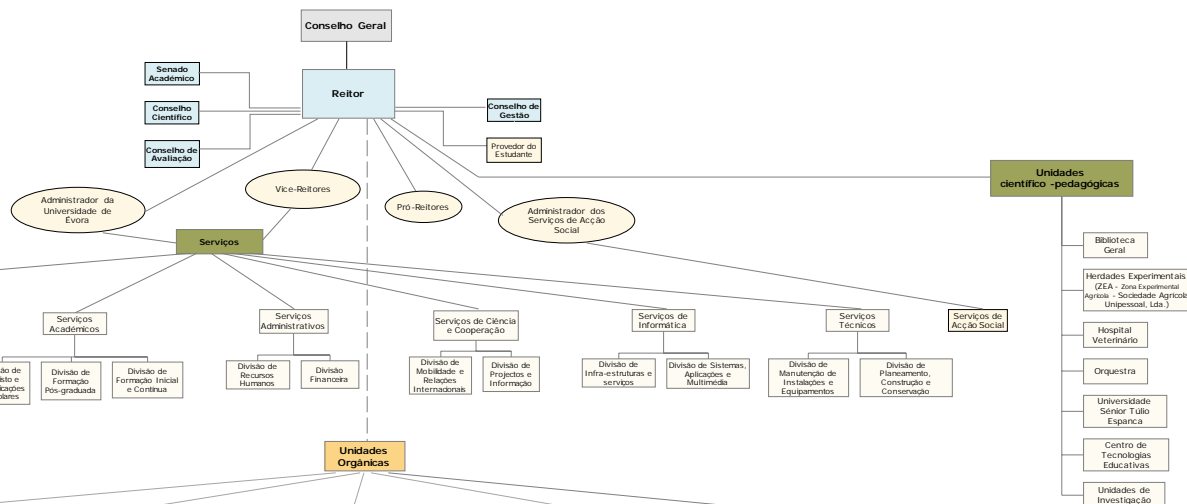 Conselho Geral
Senado
Académico
Reitor
Conselho
Científico
Conselho de
Gestão
Conselho de
Avaliação
Provedor do
Estudante
Unidades
científico -pedagógicas
Administrador da
Universidade de
Évora
Vice-Reitores
Pró-Reitores
Administrador dos
Serviços de Acção
Social
Serviços
Biblioteca
Geral
Herdades Experimentais
(ZEA - Zona Experimental
Agrícola - Sociedade Agrícola
Unipessoal, Lda.)
Hospital
Veterinário
Orquestra
Universidade
Sénior Túlio
Espanca
Centro de
Tecnologias
Educativas
Unidades de
Investigação
Serviços
Académicos
Serviços
Administrativos
Serviços de Ciência
e Cooperação
Serviços de
Informática
Serviços
Técnicos
Serviços de
Acção Social
Divisão de
Formação
Pós-graduada
Divisão de
Formação Inicial
e Contínua
Divisão de
Recursos
Humanos
Divisão
Financeira
Divisão de
Mobilidade e
Relações
Internacionais
Divisão de
Projectos e
Informação
Divisão de
Infra-estruturas e
serviços
Divisão de Sistemas,
Aplicações e
Multimédia
Divisão de
Manutenção de
Instalações e
Equipamentos
Divisão de
Planeamento,
Construção e
Conservação
Unidades
Orgânicas